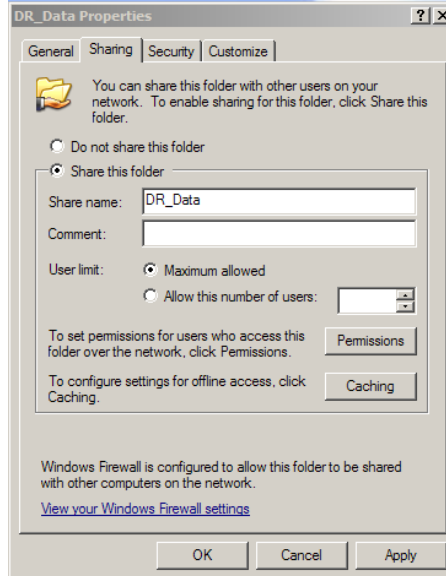 DR_Data Properties
General Sharing Security Customize
You can share this folder with other users on your
network. To enable sharing for this folder, click Share this
folder.
Do not share this folder
Share this folder
Share name: DR_Data
Comment:
User limit: Maximum allowed
Allow this number of users:
To set permissions for users who access this
folder over the network, click Permissions.
Permissions
To configure settings for offline access, click
Caching.
Caching
Windows Firewall is configured to allow this folder to be shared
with other computers on the network.
View your Windows Firewall settings
OK Cancel Apply